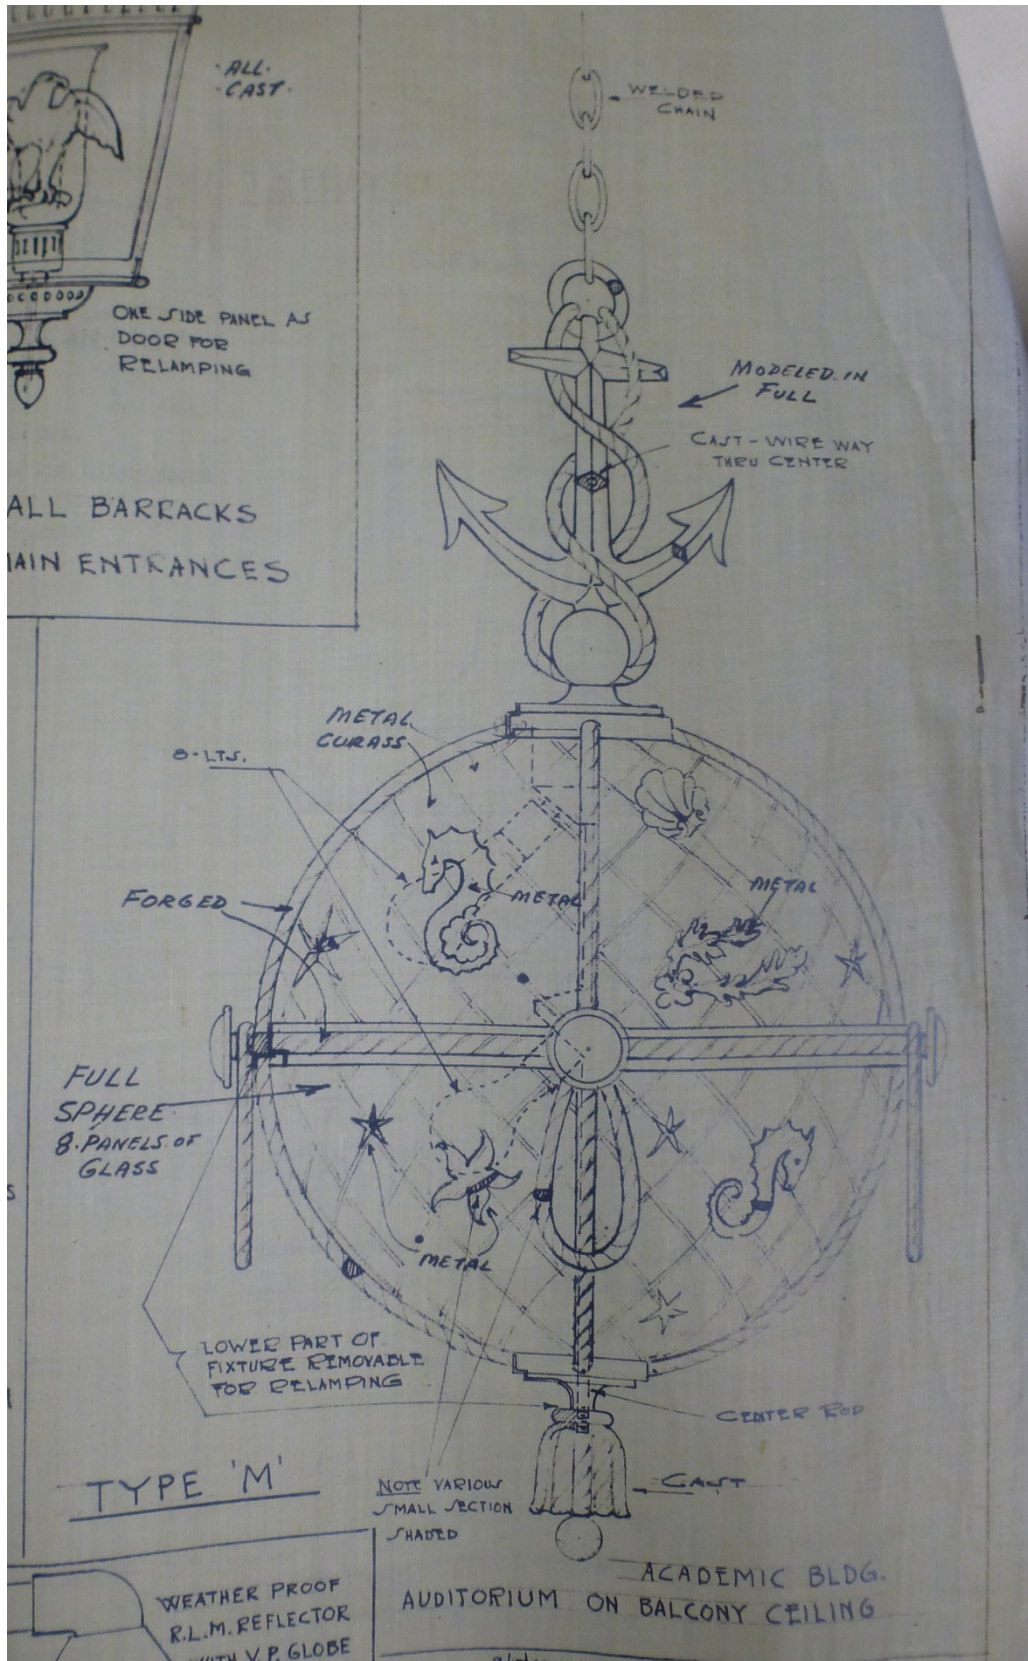 · ALL ·
· CAST ·
WELDED
CHAIN
ONE SIDE PANEL AS
DOOR FOR
RELAMPING
MODELED IN
FULL
CAST - WIRE WAY
THRU CENTER
ALL BARRACKS
MAIN ENTRANCES
METAL
CURASS
8-LTS.
METAL
METAL
FORGED
FULL
SPHERE
8. PANELS OF
GLASS
METAL
LOWER PART OF
FIXTURE REMOVABLE
FOR RELAMPING
CENTER ROD
TYPE 'M'
NOTE VARIOUS
SMALL SECTION
SHADED
CAST
ACADEMIC BLDG.
AUDITORIUM ON BALCONY CEILING
WEATHER PROOF
R.L.M. REFLECTOR
WITH V.P. GLOBE